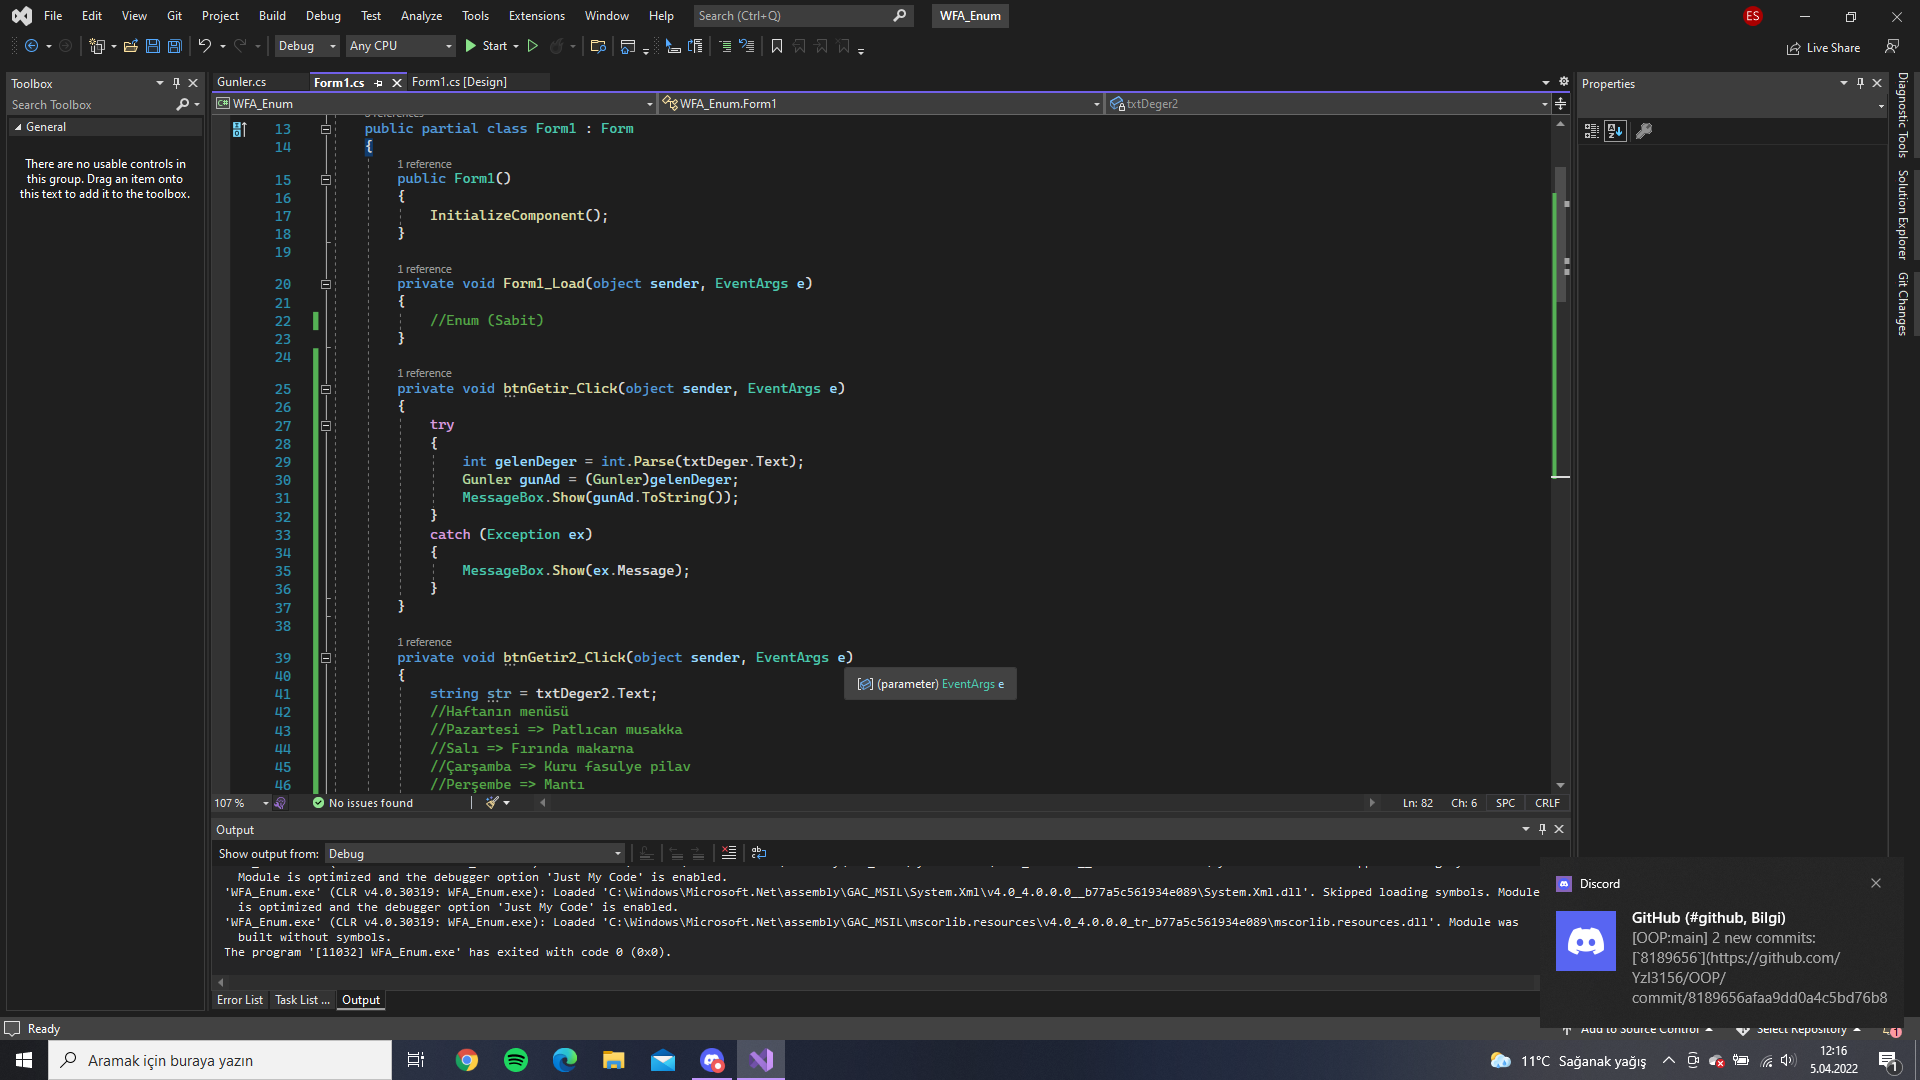 File Edit View Git Project Build Debug Test Analyze Tools Extensions Window Help Search (Ctrl+Q) WFA_Enum ES
Debug Any CPU Start Live Share
Toolbox
Search Toolbox
General
There are no usable controls in
this group. Drag an item onto
this text to add it to the toolbox.
Gunler.cs Form1.cs Form1.cs [Design]
WFA_Enum WFA_Enum.Form1 txtDeger2
13 public partial class Form1 : Form
14 {
1 reference
15 public Form1()
16 {
17 InitializeComponent();
18 }
19
1 reference
20 private void Form1_Load(object sender, EventArgs e)
21 {
22 //Enum (Sabit)
23 }
24
1 reference
25 private void btnGetir_Click(object sender, EventArgs e)
26 {
27 try
28 {
29 int gelenDeger = int.Parse(txtDeger.Text);
30 Gunler gunAd = (Gunler)gelenDeger;
31 MessageBox.Show(gunAd.ToString());
32 }
33 catch (Exception ex)
34 {
35 MessageBox.Show(ex.Message);
36 }
37 }
38
1 reference
39 private void btnGetir2_Click(object sender, EventArgs e)
40 {
(parameter) EventArgs e
41 string str = txtDeger2.Text;
42 //Haftanın menüsü
43 //Pazartesi => Patlıcan musakka
44 //Salı => Fırında makarna
45 //Çarşamba => Kuru fasulye pilav
46 //Perşembe => Mantı
107 % No issues found Ln: 82 Ch: 6 SPC CRLF
Output
Show output from: Debug
Module is optimized and the debugger option 'Just My Code' is enabled.
'WFA_Enum.exe' (CLR v4.0.30319: WFA_Enum.exe): Loaded 'C:\Windows\Microsoft.Net\assembly\GAC_MSIL\System.Xml\v4.0_4.0.0.0__b77a5c561934e089\System.Xml.dll'. Skipped loading symbols. Module
is optimized and the debugger option 'Just My Code' is enabled.
'WFA_Enum.exe' (CLR v4.0.30319: WFA_Enum.exe): Loaded 'C:\Windows\Microsoft.Net\assembly\GAC_MSIL\mscorlib.resources\v4.0_4.0.0.0_tr_b77a5c561934e089\mscorlib.resources.dll'. Module was
built without symbols.
The program '[11032] WFA_Enum.exe' has exited with code 0 (0x0).
Error List Task List ... Output
Properties
Diagnostic Tools
Solution Explorer
Git Changes
Discord
GitHub (#github, Bilgi)
[OOP:main] 2 new commits:
[`8189656`](https://github.com/
Yzl3156/OOP/
commit/8189656afaa9dd0a4c5bd76b8
Ready Add to Source Control Select Repository 1
Aramak için buraya yazın 11°C Sağanak yağış 12:16
5.04.2022 1